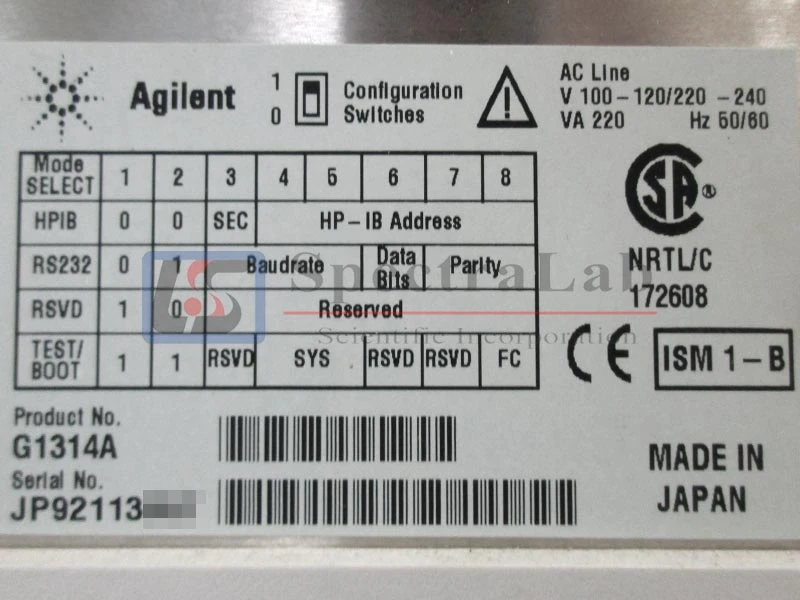 Agilent
1
0
Configuration
Switches
AC Line
V 100-120/220 -240
VA 220 Hz 50/60
Mode
SELECT 1 2 3 4 5 6 7 8
HPIB 0 0 SEC HP-IB Address
RS232 0 1 Baudrate Data Bits Parity
RSVD 1 0 Reserved
TEST/
BOOT 1 1 RSVD SYS RSVD RSVD FC
SA ®
NRTL/C
172608
CE
ISM 1-B
SpectraLab
Scientific Incorporation
Product No.
G1314A
Serial No.
JP92113
MADE IN
JAPAN